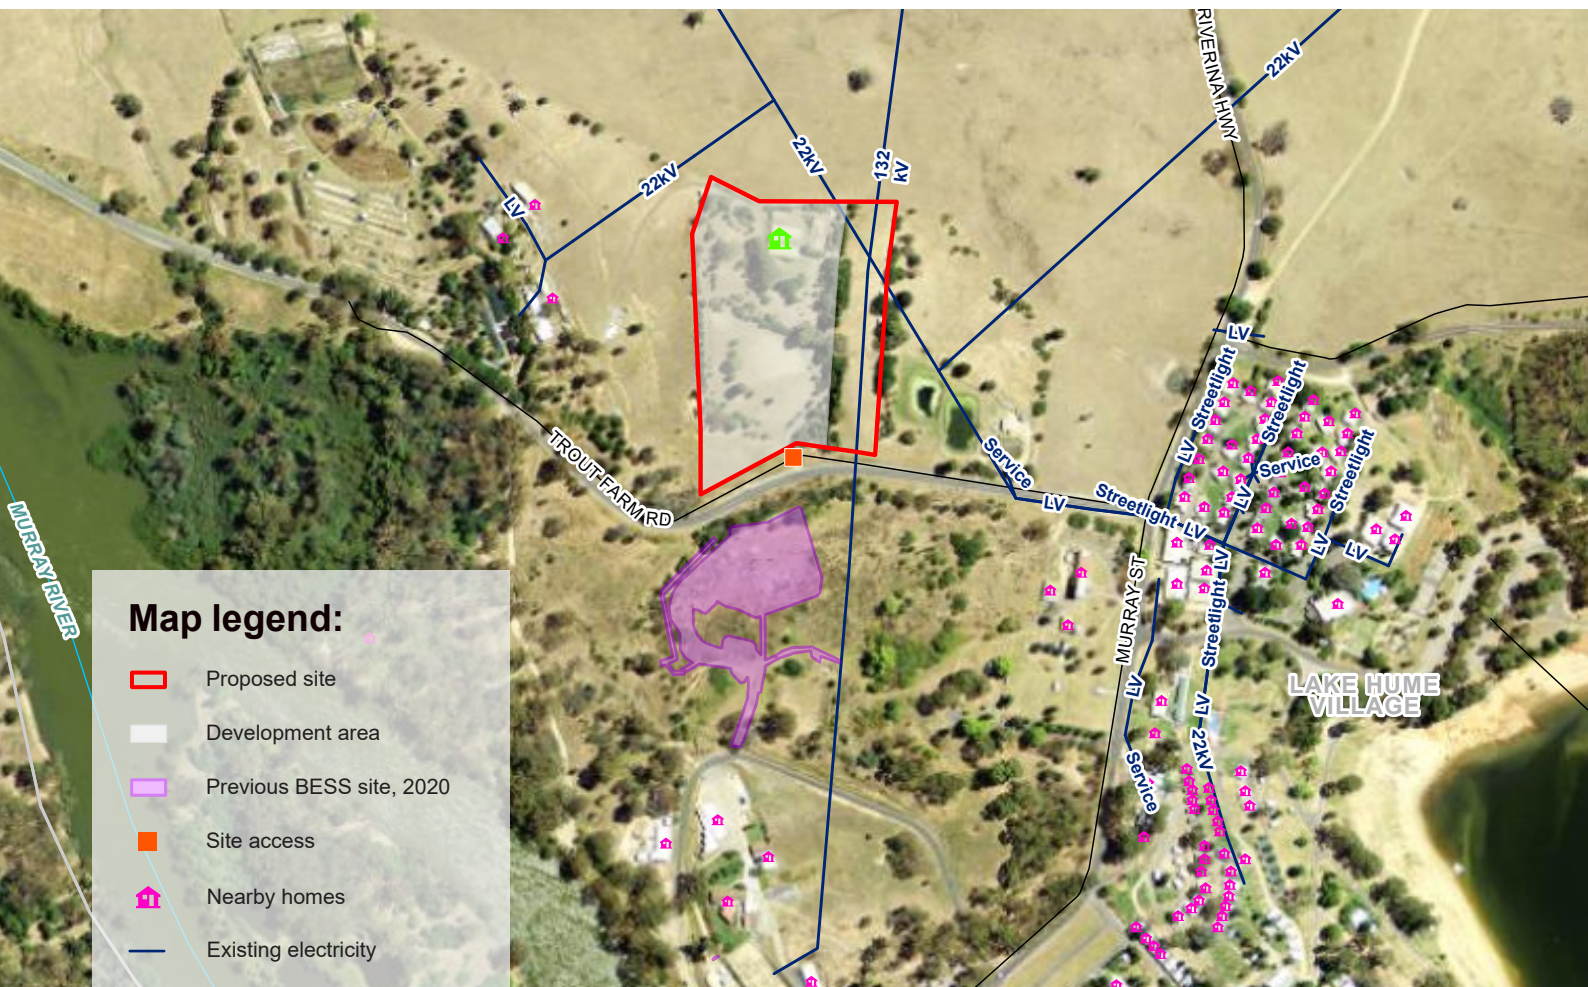 RIVERINA HWY
22kV
22kV
132
kV
22kV
LV
LV
Streetlight
Streetlight
LV
Service
Streetlight
LV
Service
TROUT FARM RD
LV
Streetlight
LV
LV
LV
LV
Streetlight
MURRAY ST
MURRAY RIVER
LV
LV
22kV
Service
LAKE HUME
VILLAGE
Map legend:
Proposed site
Development area
Previous BESS site, 2020
Site access
Nearby homes
Existing electricity